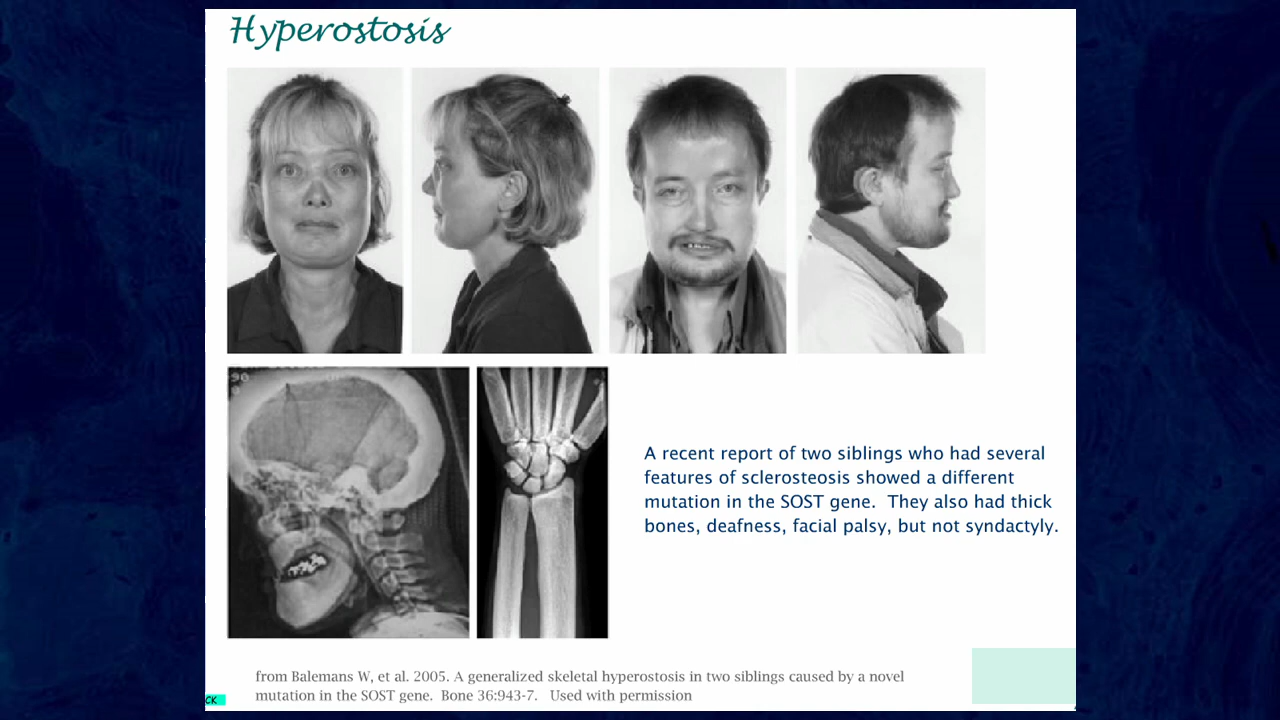 Hyperostosis
A recent report of two siblings who had several
features of sclerosteosis showed a different
mutation in the SOST gene.  They also had thick
bones, deafness, facial palsy, but not syndactyly.
from Balemans W, et al. 2005. A generalized skeletal hyperostosis in two siblings caused by a novel
mutation in the SOST gene.  Bone 36:943-7.   Used with permission
CK